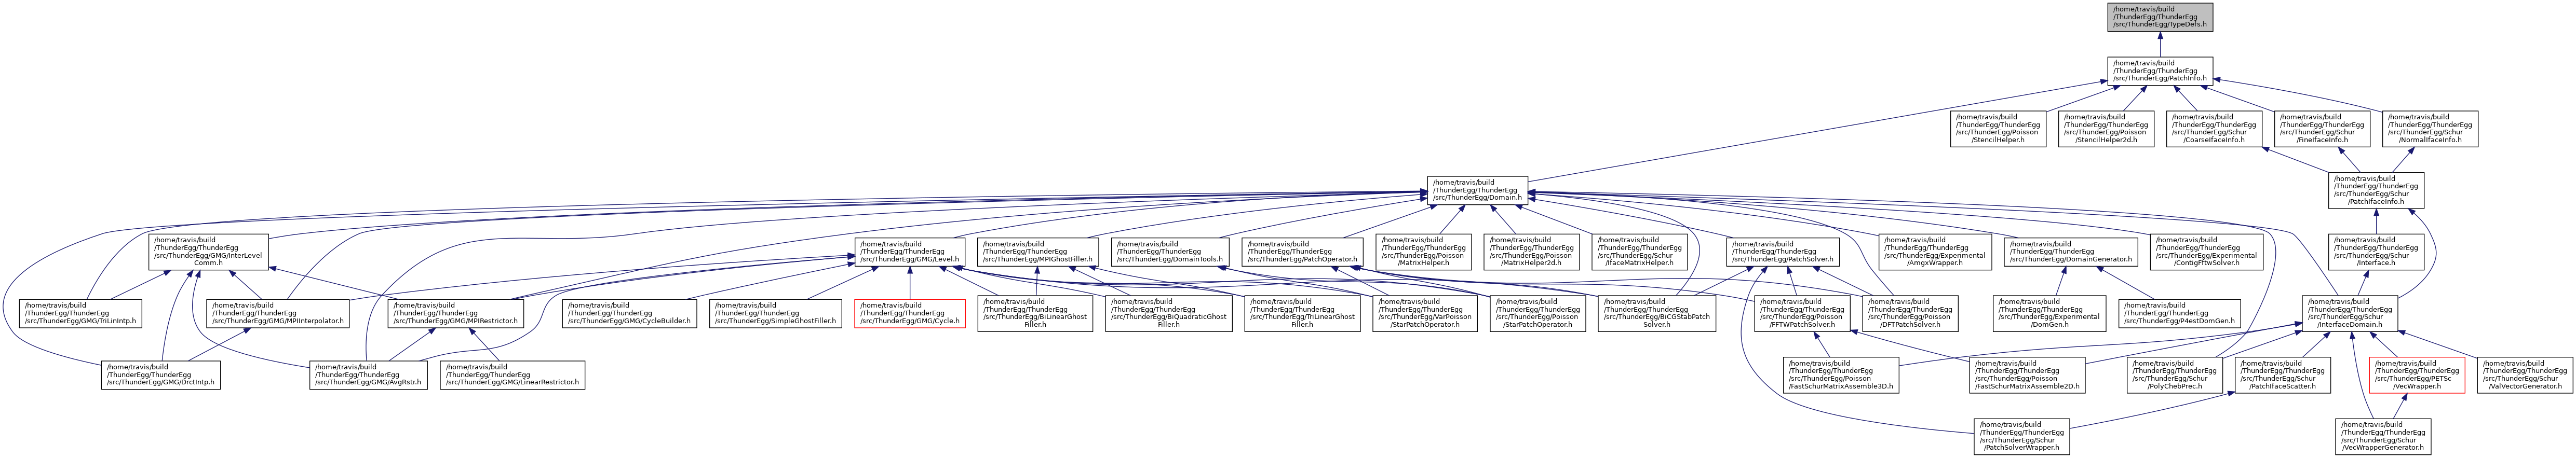 /home/travis/build
/ThunderEgg/ThunderEgg
/src/ThunderEgg/TypeDefs.h
/home/travis/build
/ThunderEgg/ThunderEgg
/src/ThunderEgg/PatchInfo.h
/home/travis/build
/ThunderEgg/ThunderEgg
/src/ThunderEgg/Poisson
/StencilHelper.h
/home/travis/build
/ThunderEgg/ThunderEgg
/src/ThunderEgg/Poisson
/StencilHelper2d.h
/home/travis/build
/ThunderEgg/ThunderEgg
/src/ThunderEgg/Schur
/CoarseIfaceInfo.h
/home/travis/build
/ThunderEgg/ThunderEgg
/src/ThunderEgg/Schur
/FineIfaceInfo.h
/home/travis/build
/ThunderEgg/ThunderEgg
/src/ThunderEgg/Schur
/NormalIfaceInfo.h
/home/travis/build
/ThunderEgg/ThunderEgg
/src/ThunderEgg/Domain.h
/home/travis/build
/ThunderEgg/ThunderEgg
/src/ThunderEgg/Schur
/PatchIfaceInfo.h
/home/travis/build
/ThunderEgg/ThunderEgg
/src/ThunderEgg/GMG/InterLevel
Comm.h
/home/travis/build
/ThunderEgg/ThunderEgg
/src/ThunderEgg/GMG/Level.h
/home/travis/build
/ThunderEgg/ThunderEgg
/src/ThunderEgg/MPIGhostFiller.h
/home/travis/build
/ThunderEgg/ThunderEgg
/src/ThunderEgg/DomainTools.h
/home/travis/build
/ThunderEgg/ThunderEgg
/src/ThunderEgg/PatchOperator.h
/home/travis/build
/ThunderEgg/ThunderEgg
/src/ThunderEgg/Poisson
/MatrixHelper.h
/home/travis/build
/ThunderEgg/ThunderEgg
/src/ThunderEgg/Poisson
/MatrixHelper2d.h
/home/travis/build
/ThunderEgg/ThunderEgg
/src/ThunderEgg/Schur
/IfaceMatrixHelper.h
/home/travis/build
/ThunderEgg/ThunderEgg
/src/ThunderEgg/PatchSolver.h
/home/travis/build
/ThunderEgg/ThunderEgg
/src/ThunderEgg/Experimental
/AmgxWrapper.h
/home/travis/build
/ThunderEgg/ThunderEgg
/src/ThunderEgg/DomainGenerator.h
/home/travis/build
/ThunderEgg/ThunderEgg
/src/ThunderEgg/Experimental
/ContigFftwSolver.h
/home/travis/build
/ThunderEgg/ThunderEgg
/src/ThunderEgg/Schur
/Interface.h
/home/travis/build
/ThunderEgg/ThunderEgg
/src/ThunderEgg/GMG/TriLinIntp.h
/home/travis/build
/ThunderEgg/ThunderEgg
/src/ThunderEgg/GMG/MPIInterpolator.h
/home/travis/build
/ThunderEgg/ThunderEgg
/src/ThunderEgg/GMG/MPIRestrictor.h
/home/travis/build
/ThunderEgg/ThunderEgg
/src/ThunderEgg/GMG/CycleBuilder.h
/home/travis/build
/ThunderEgg/ThunderEgg
/src/ThunderEgg/SimpleGhostFiller.h
/home/travis/build
/ThunderEgg/ThunderEgg
/src/ThunderEgg/GMG/Cycle.h
/home/travis/build
/ThunderEgg/ThunderEgg
/src/ThunderEgg/BiLinearGhost
Filler.h
/home/travis/build
/ThunderEgg/ThunderEgg
/src/ThunderEgg/BiQuadraticGhost
Filler.h
/home/travis/build
/ThunderEgg/ThunderEgg
/src/ThunderEgg/TriLinearGhost
Filler.h
/home/travis/build
/ThunderEgg/ThunderEgg
/src/ThunderEgg/VarPoisson
/StarPatchOperator.h
/home/travis/build
/ThunderEgg/ThunderEgg
/src/ThunderEgg/Poisson
/StarPatchOperator.h
/home/travis/build
/ThunderEgg/ThunderEgg
/src/ThunderEgg/BiCGStabPatch
Solver.h
/home/travis/build
/ThunderEgg/ThunderEgg
/src/ThunderEgg/Poisson
/FFTWPatchSolver.h
/home/travis/build
/ThunderEgg/ThunderEgg
/src/ThunderEgg/Poisson
/DFTPatchSolver.h
/home/travis/build
/ThunderEgg/ThunderEgg
/src/ThunderEgg/Experimental
/DomGen.h
/home/travis/build
/ThunderEgg/ThunderEgg
/src/ThunderEgg/P4estDomGen.h
/home/travis/build
/ThunderEgg/ThunderEgg
/src/ThunderEgg/Schur
/InterfaceDomain.h
/home/travis/build
/ThunderEgg/ThunderEgg
/src/ThunderEgg/GMG/DrctIntp.h
/home/travis/build
/ThunderEgg/ThunderEgg
/src/ThunderEgg/GMG/AvgRstr.h
/home/travis/build
/ThunderEgg/ThunderEgg
/src/ThunderEgg/GMG/LinearRestrictor.h
/home/travis/build
/ThunderEgg/ThunderEgg
/src/ThunderEgg/Poisson
/FastSchurMatrixAssemble3D.h
/home/travis/build
/ThunderEgg/ThunderEgg
/src/ThunderEgg/Poisson
/FastSchurMatrixAssemble2D.h
/home/travis/build
/ThunderEgg/ThunderEgg
/src/ThunderEgg/Schur
/PolyChebPrec.h
/home/travis/build
/ThunderEgg/ThunderEgg
/src/ThunderEgg/Schur
/PatchIfaceScatter.h
/home/travis/build
/ThunderEgg/ThunderEgg
/src/ThunderEgg/PETSc
/VecWrapper.h
/home/travis/build
/ThunderEgg/ThunderEgg
/src/ThunderEgg/Schur
/ValVectorGenerator.h
/home/travis/build
/ThunderEgg/ThunderEgg
/src/ThunderEgg/Schur
/PatchSolverWrapper.h
/home/travis/build
/ThunderEgg/ThunderEgg
/src/ThunderEgg/Schur
/VecWrapperGenerator.h